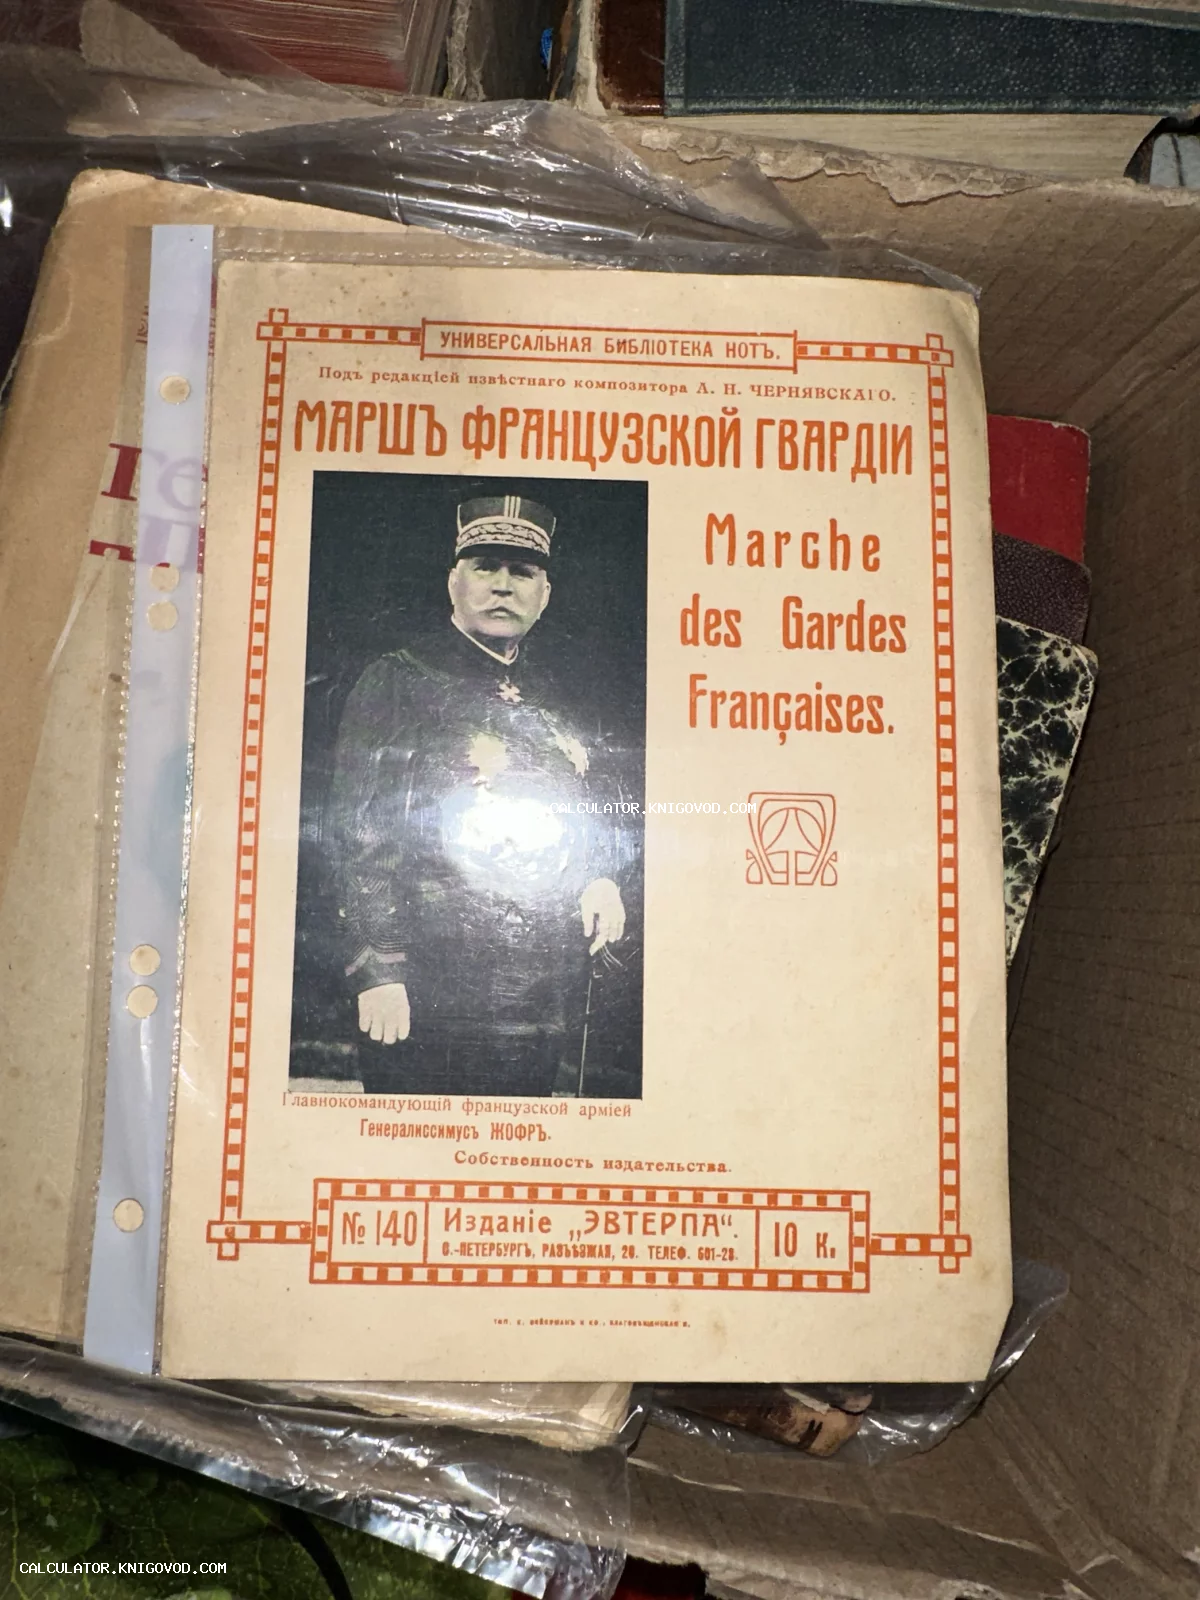 УНИВЕРСАЛЬНАЯ БИБЛІОТЕКА НОТЪ.
Подъ редакціей извѣстнаго композитора А. Н. ЧЕРНЯВСКАГО.
МАРШЪ ФРАНЦУЗСКОЙ ГВАРДІИ
Marche
des Gardes
Françaises.
CALCULATOR.KNIGOVOD.COM
Главнокомандующій французской арміей
Генералиссимусъ ЖОФРЪ.
Собственность издательства.
№ 140
Изданіе „ЭВТЕРПА“.
С.-ПЕТЕРБУРГЪ, РАЗЪѢЗЖАЯ, 20. ТЕЛЕФ. 601-28.
10 к.
CALCULATOR.KNIGOVOD.COM